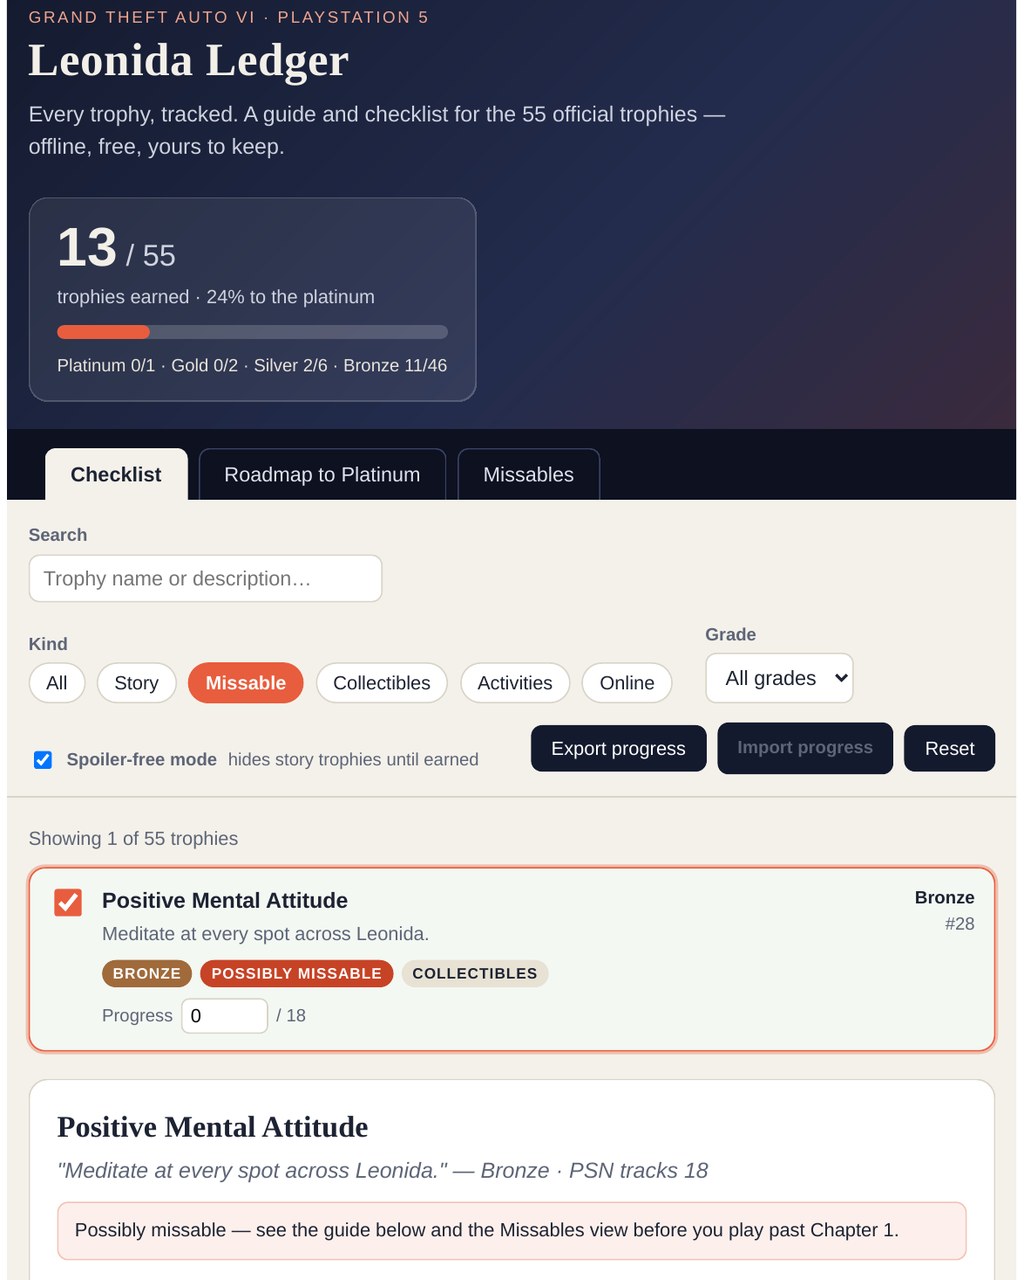 GRAND THEFT AUTO VI · PLAYSTATION 5
Leonida Ledger
Every trophy, tracked. A guide and checklist for the 55 official trophies —
offline, free, yours to keep.
13 / 55
trophies earned · 24% to the platinum
Platinum 0/1 · Gold 0/2 · Silver 2/6 · Bronze 11/46
Checklist
Roadmap to Platinum
Missables
Search
Trophy name or description…
Kind
All
Story
Missable
Collectibles
Activities
Online
Grade
All grades
Spoiler-free mode hides story trophies until earned
Export progress
Import progress
Reset
Showing 1 of 55 trophies
Positive Mental Attitude
Meditate at every spot across Leonida.
BRONZE
POSSIBLY MISSABLE
COLLECTIBLES
Progress 0 / 18
Bronze
#28
Positive Mental Attitude
"Meditate at every spot across Leonida." — Bronze · PSN tracks 18
Possibly missable — see the guide below and the Missables view before you play past Chapter 1.